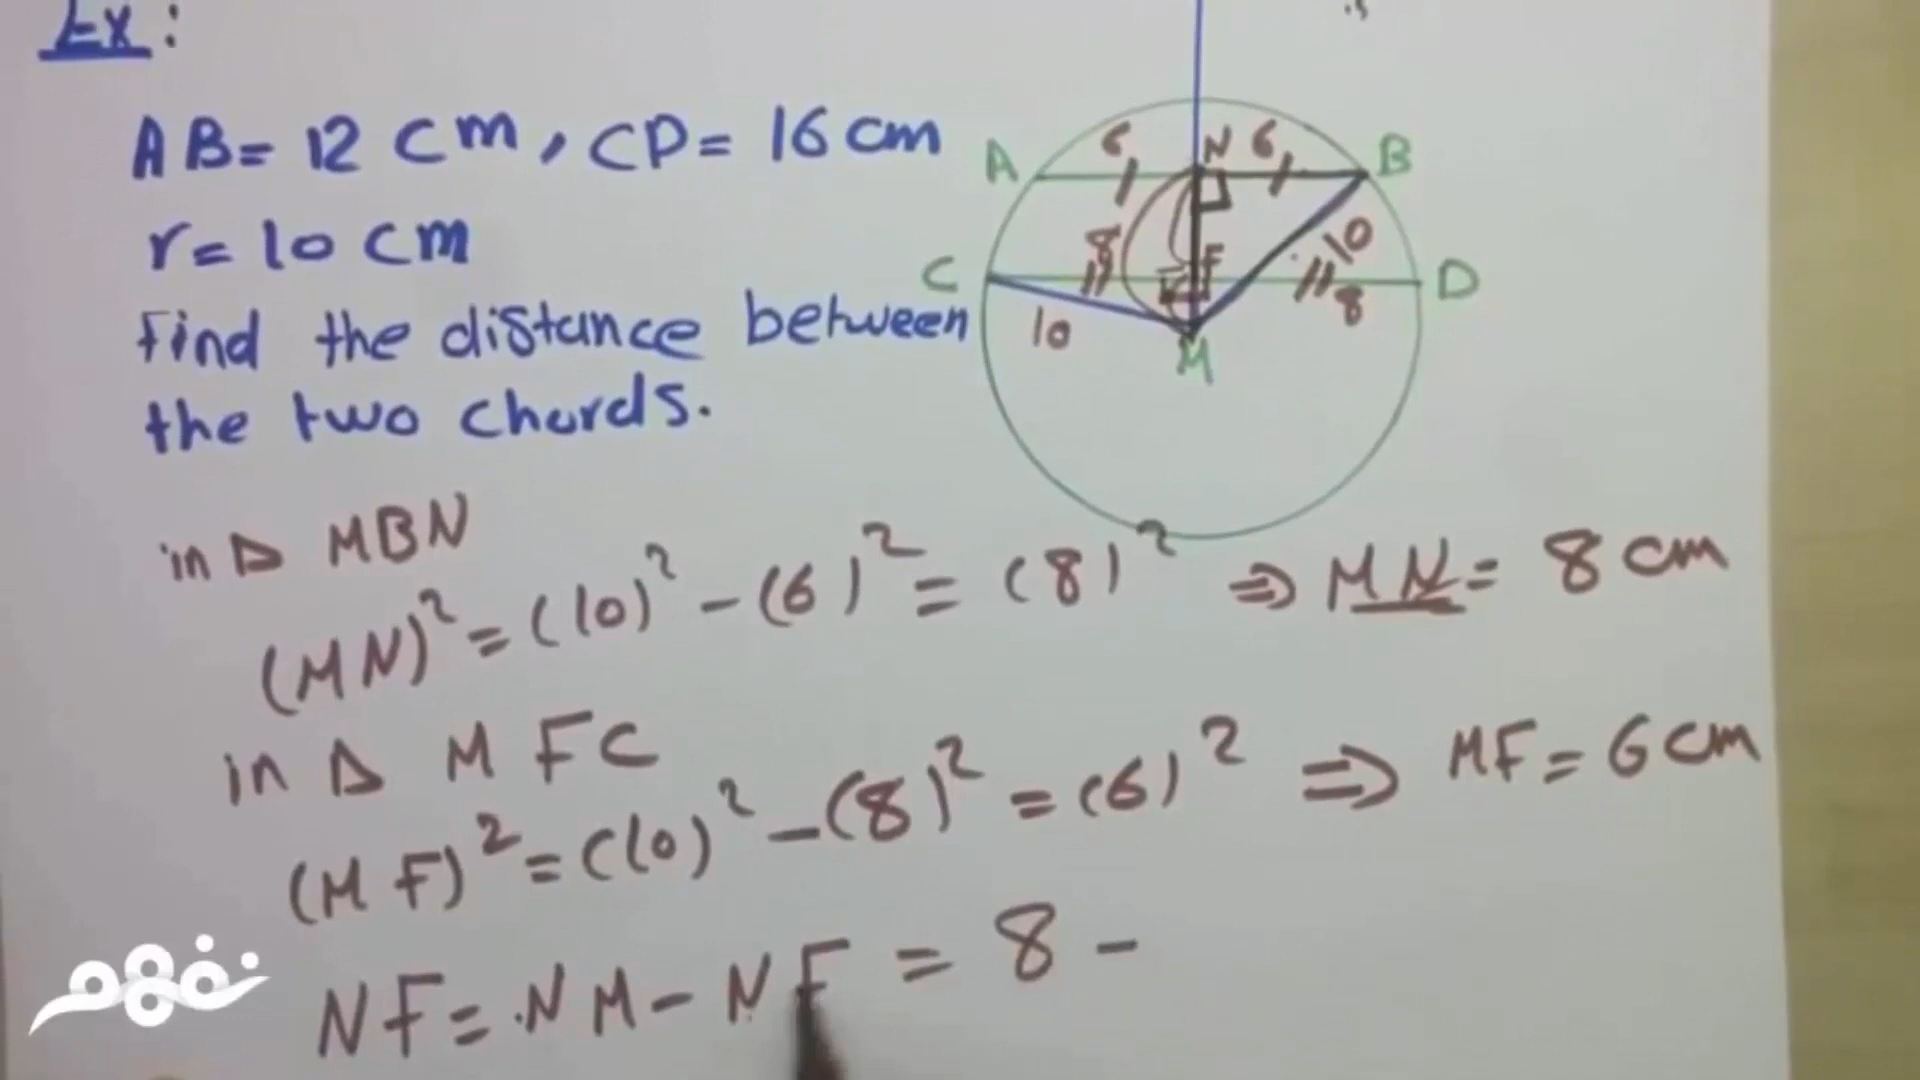 Ex:
AB = 12 cm, CD = 16 cm
r = 10 cm
Find the distance between
the two chords.
A 6 N 6 B
C 8 F 10 D
10 8
M
in Δ MBN
(MN)² = (10)² - (6)² = (8)² ⇒ MN = 8 cm
in Δ MFC
(MF)² = (10)² - (8)² = (6)² ⇒ MF = 6 cm
NF = NM - NF = 8 -
نفهم